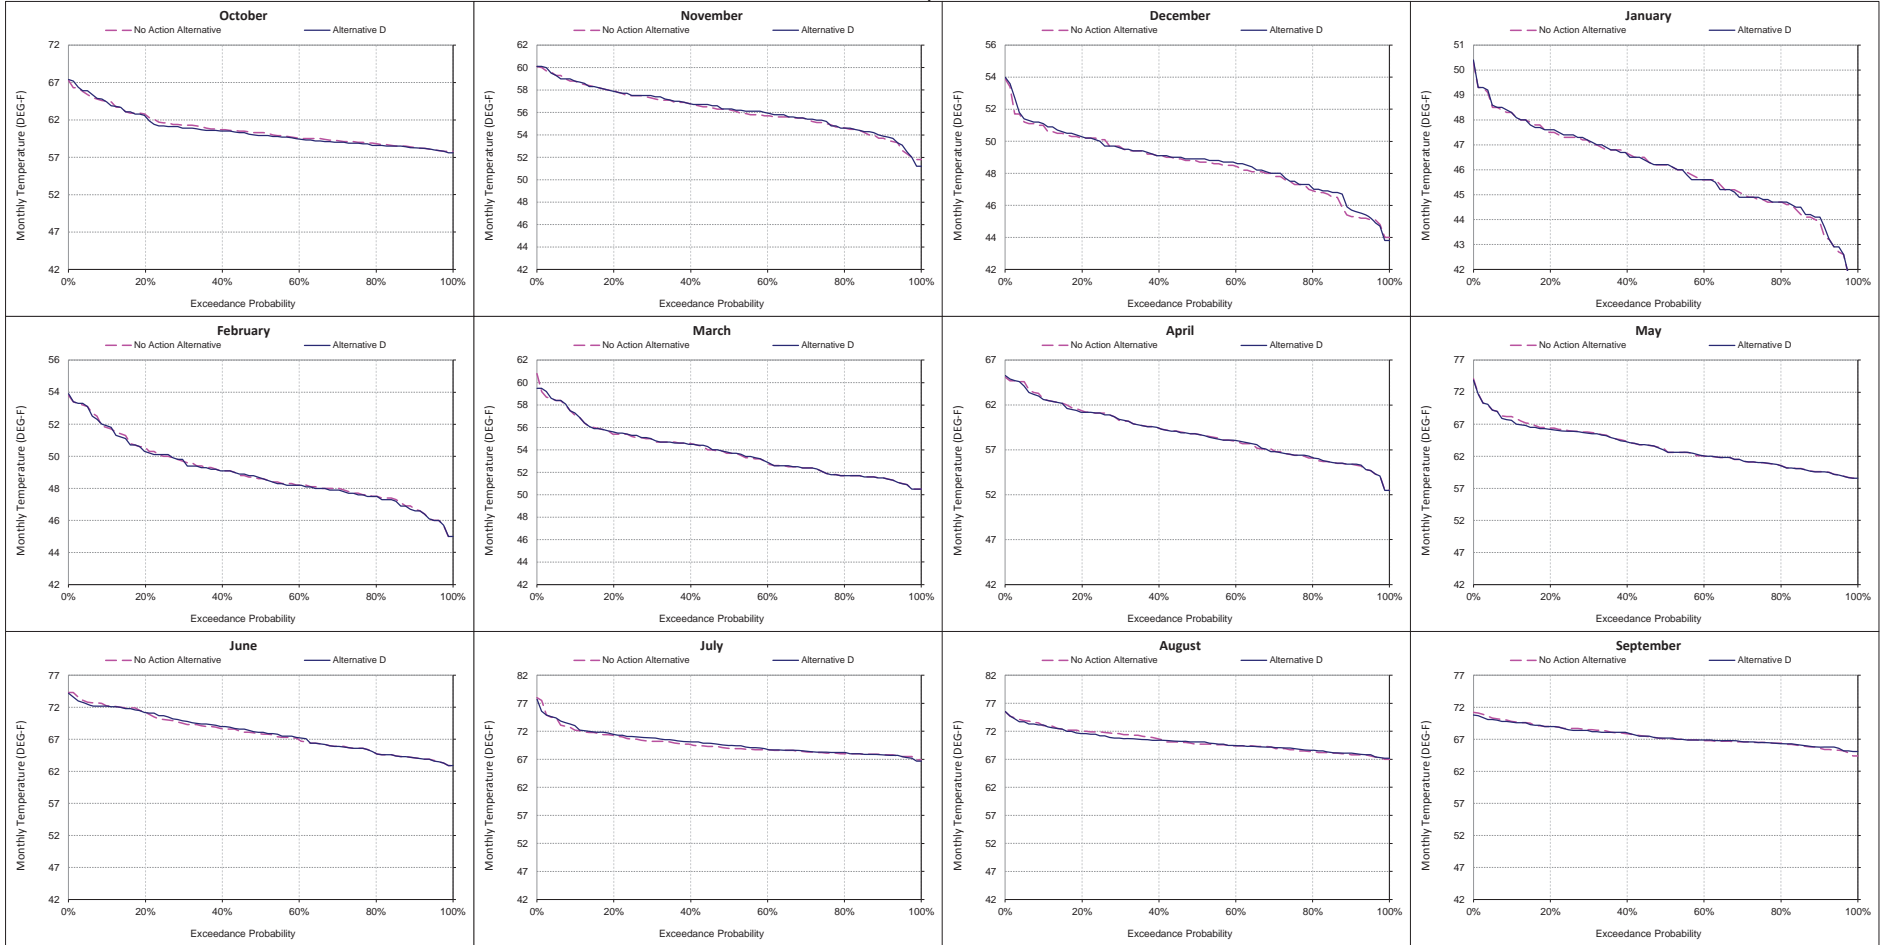 October
No Action Alternative Alternative D
Monthly Temperature (DEG-F)
72
67
62
57
52
47
42
0% 20% 40% 60% 80% 100%
Exceedance Probability
November
No Action Alternative Alternative D
Monthly Temperature (DEG-F)
62
60
58
56
54
52
50
48
46
44
42
0% 20% 40% 60% 80% 100%
Exceedance Probability
December
No Action Alternative Alternative D
Monthly Temperature (DEG-F)
56
54
52
50
48
46
44
42
0% 20% 40% 60% 80% 100%
Exceedance Probability
January
No Action Alternative Alternative D
Monthly Temperature (DEG-F)
51
50
49
48
47
46
45
44
43
42
0% 20% 40% 60% 80% 100%
Exceedance Probability
February
No Action Alternative Alternative D
Monthly Temperature (DEG-F)
56
54
52
50
48
46
44
42
0% 20% 40% 60% 80% 100%
Exceedance Probability
March
No Action Alternative Alternative D
Monthly Temperature (DEG-F)
62
60
58
56
54
52
50
48
46
44
42
0% 20% 40% 60% 80% 100%
Exceedance Probability
April
No Action Alternative Alternative D
Monthly Temperature (DEG-F)
67
62
57
52
47
42
0% 20% 40% 60% 80% 100%
Exceedance Probability
May
No Action Alternative Alternative D
Monthly Temperature (DEG-F)
77
72
67
62
57
52
47
42
0% 20% 40% 60% 80% 100%
Exceedance Probability
June
No Action Alternative Alternative D
Monthly Temperature (DEG-F)
77
72
67
62
57
52
47
42
0% 20% 40% 60% 80% 100%
Exceedance Probability
July
No Action Alternative Alternative D
Monthly Temperature (DEG-F)
82
77
72
67
62
57
52
47
42
0% 20% 40% 60% 80% 100%
Exceedance Probability
August
No Action Alternative Alternative D
Monthly Temperature (DEG-F)
82
77
72
67
62
57
52
47
42
0% 20% 40% 60% 80% 100%
Exceedance Probability
September
No Action Alternative Alternative D
Monthly Temperature (DEG-F)
77
72
67
62
57
52
47
42
0% 20% 40% 60% 80% 100%
Exceedance Probability